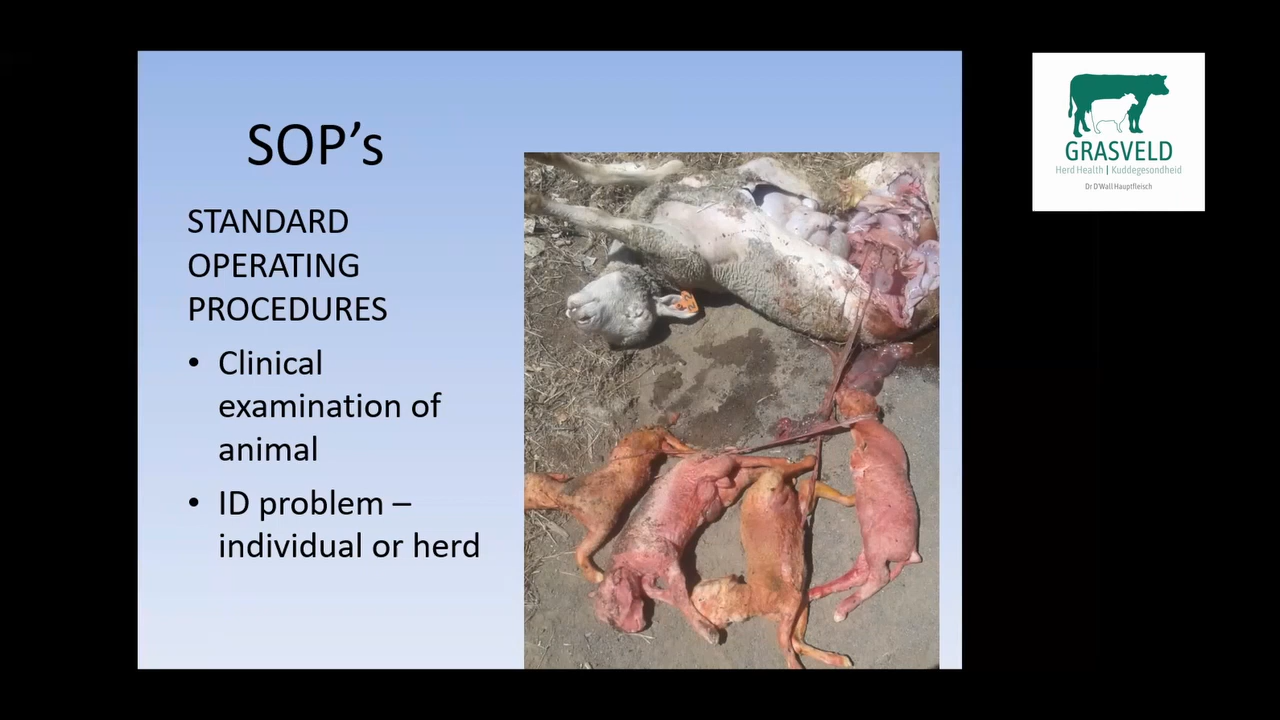 SOP's
STANDARD
OPERATING
PROCEDURES
• Clinical
examination of
animal
• ID problem –
individual or herd
GRASVELD
Herd Health | Kuddegesondheid
Dr D'Wall Hauptfleisch